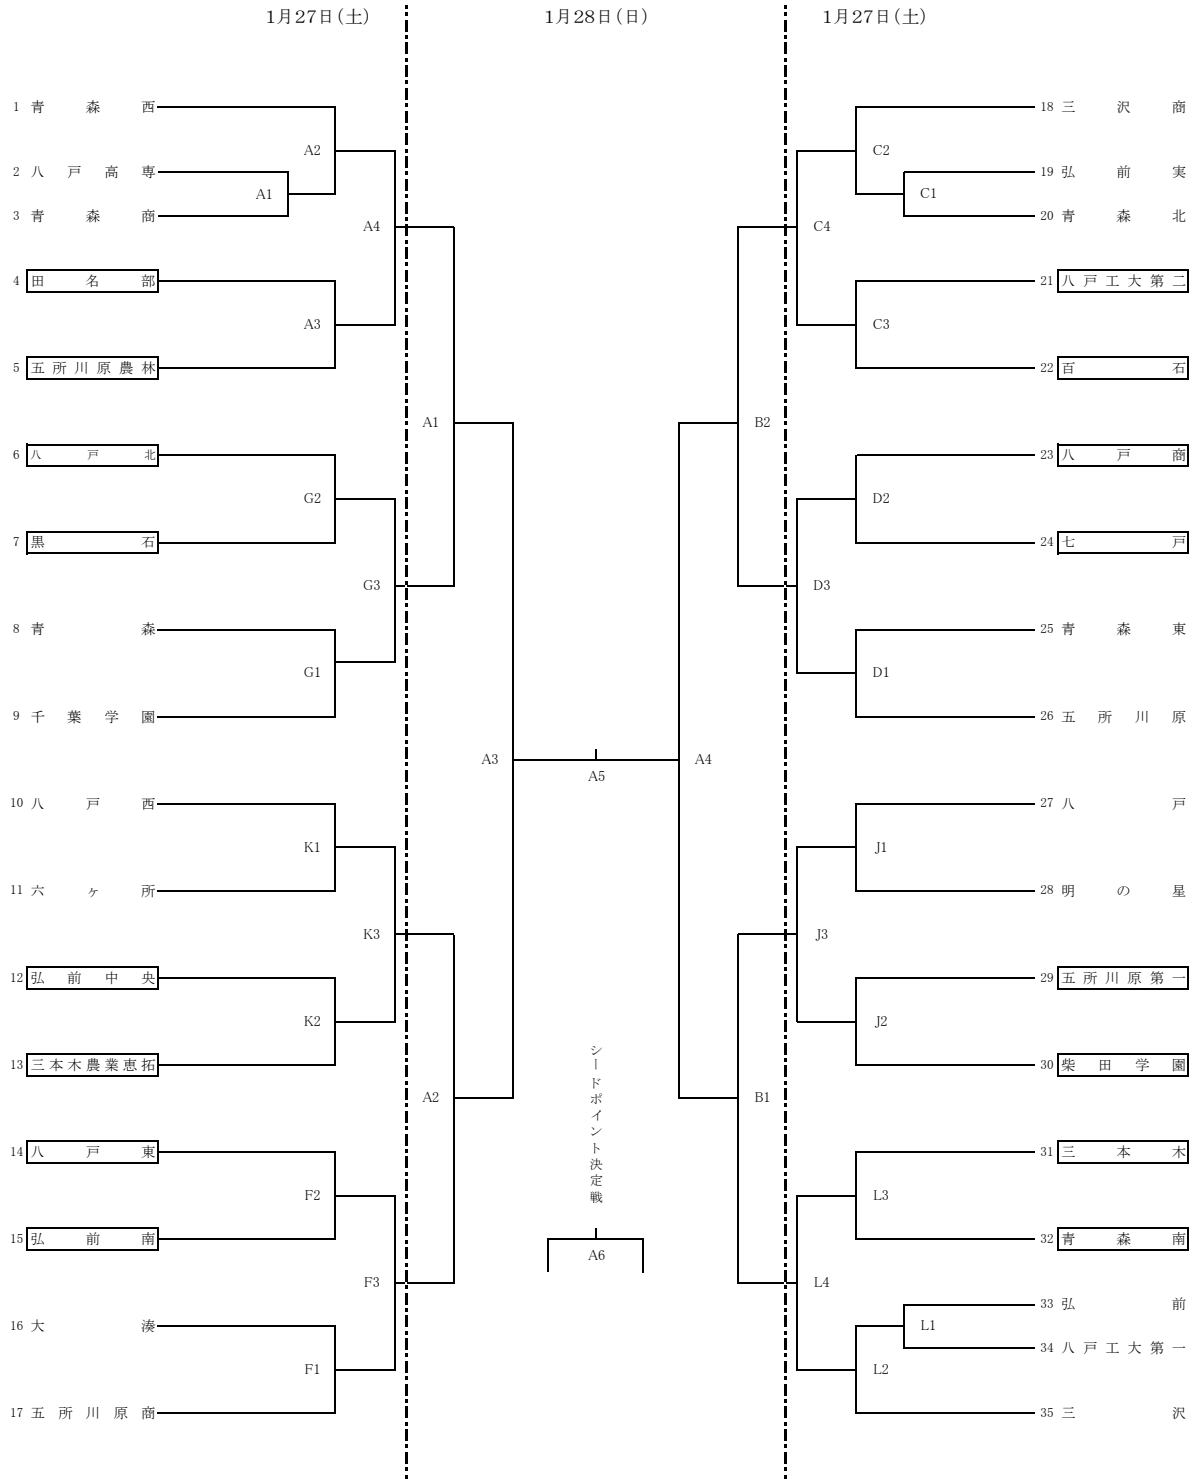 1月27日(土) 1月28日(日) 1月27日(土)
1 青森西
A2
2 八戸高専
A1
3 青森商
A4
4 田名部
A3
5 五所川原農林
A1
6 八戸北
G2
7 黒石
G3
8 青森
G1
9 千葉学園
A3
10 八戸西
K1
11 六ヶ所
K3
12 弘前中央
K2
13 三本木農業恵拓
A2
14 八戸東
F2
15 弘前南
F3
16 大湊
F1
17 五所川原商
A5
シードポイント決定戦
A6
18 三沢商
C2
19 弘前実
C1
20 青森北
C4
21 八戸工大第二
C3
22 百石
B2
23 八戸商
D2
24 七戸
D3
25 青森東
D1
26 五所川原
A4
27 八戸
J1
28 明の星
J3
29 五所川原第一
J2
30 柴田学園
B1
31 三本木
L3
32 青森南
L4
33 弘前
L1
34 八戸工大第一
L2
35 三沢